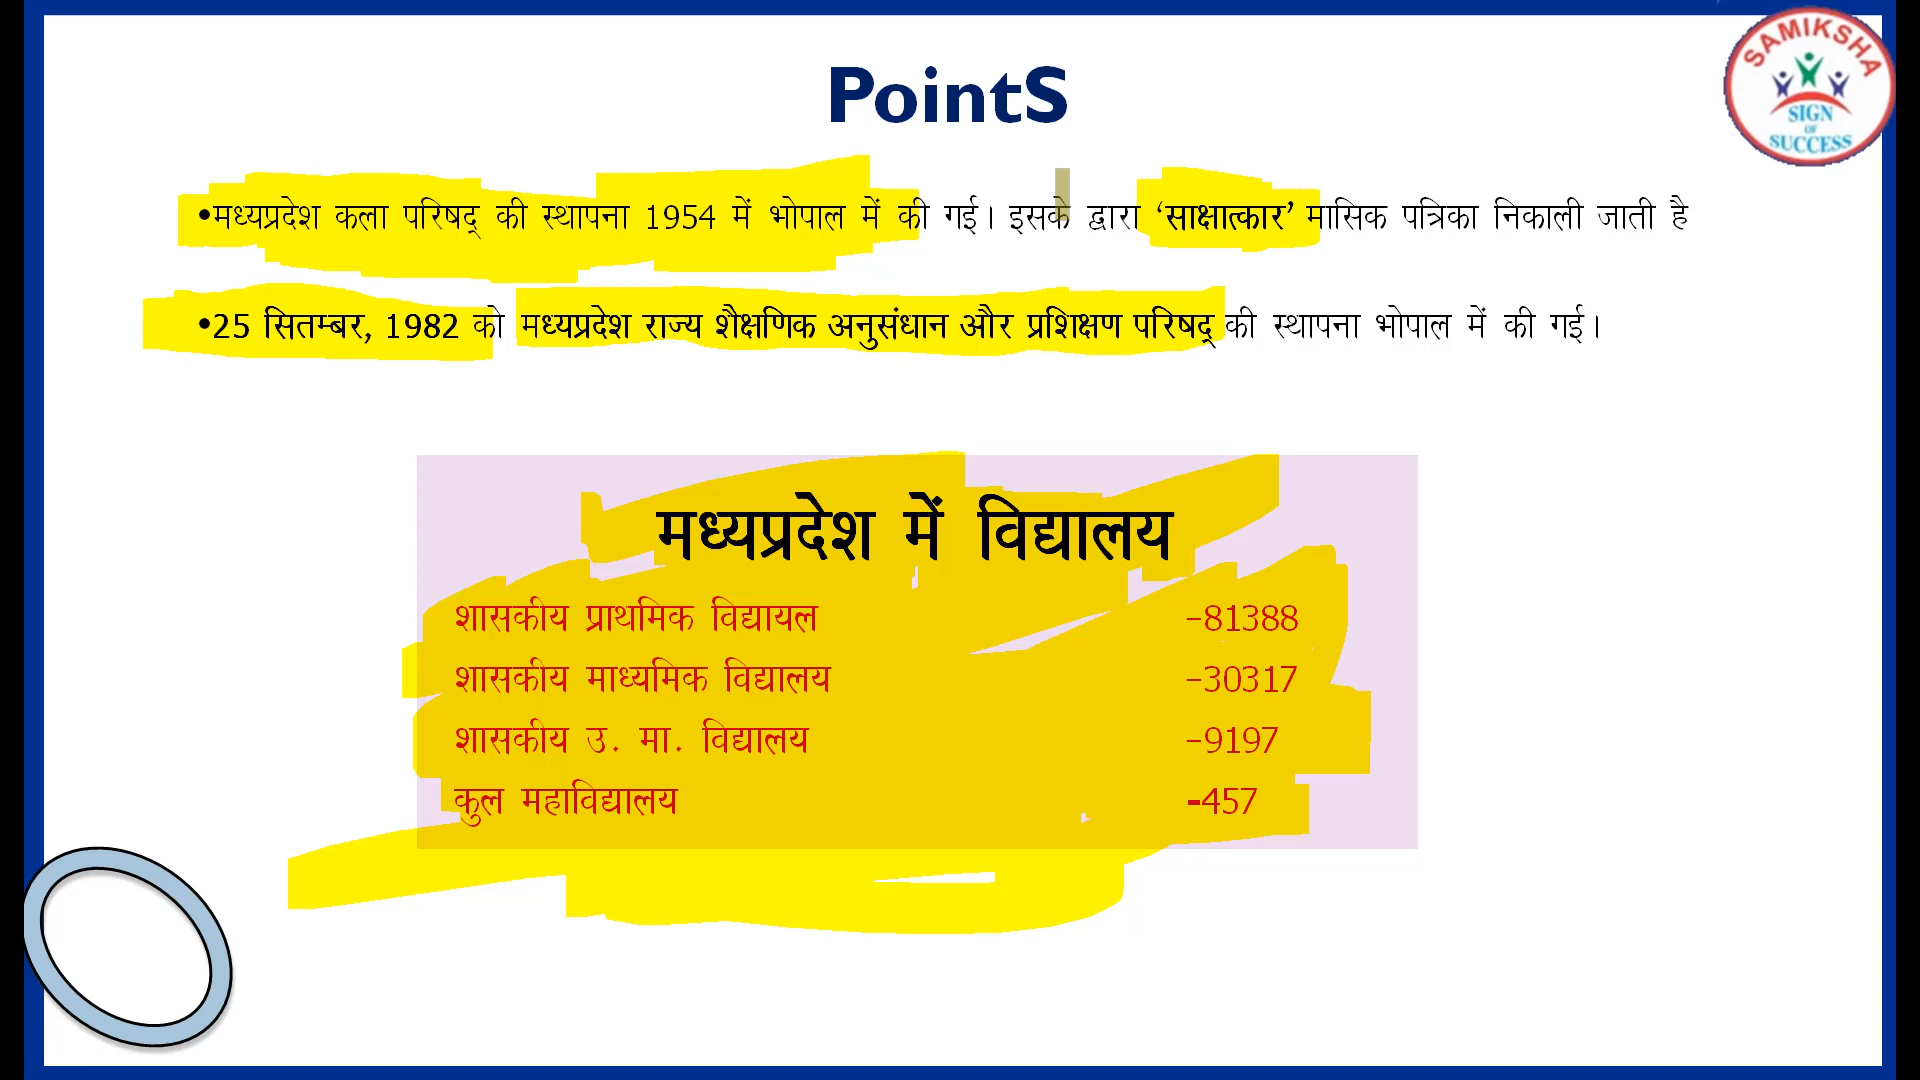 PointS
SAMIKSHA
SIGN
OF
SUCCESS
•मध्यप्रदेश कला परिषद् की स्थापना 1954 में भोपाल में की गई। इसके द्वारा ‘साक्षात्कार’ मासिक पत्रिका निकाली जाती है
•25 सितम्बर, 1982 को मध्यप्रदेश राज्य शैक्षणिक अनुसंधान और प्रशिक्षण परिषद् की स्थापना भोपाल में की गई।
मध्यप्रदेश में विद्यालय
शासकीय प्राथमिक विद्यायल -81388
शासकीय माध्यमिक विद्यालय -30317
शासकीय उ. मा. विद्यालय -9197
कुल महाविद्यालय -457